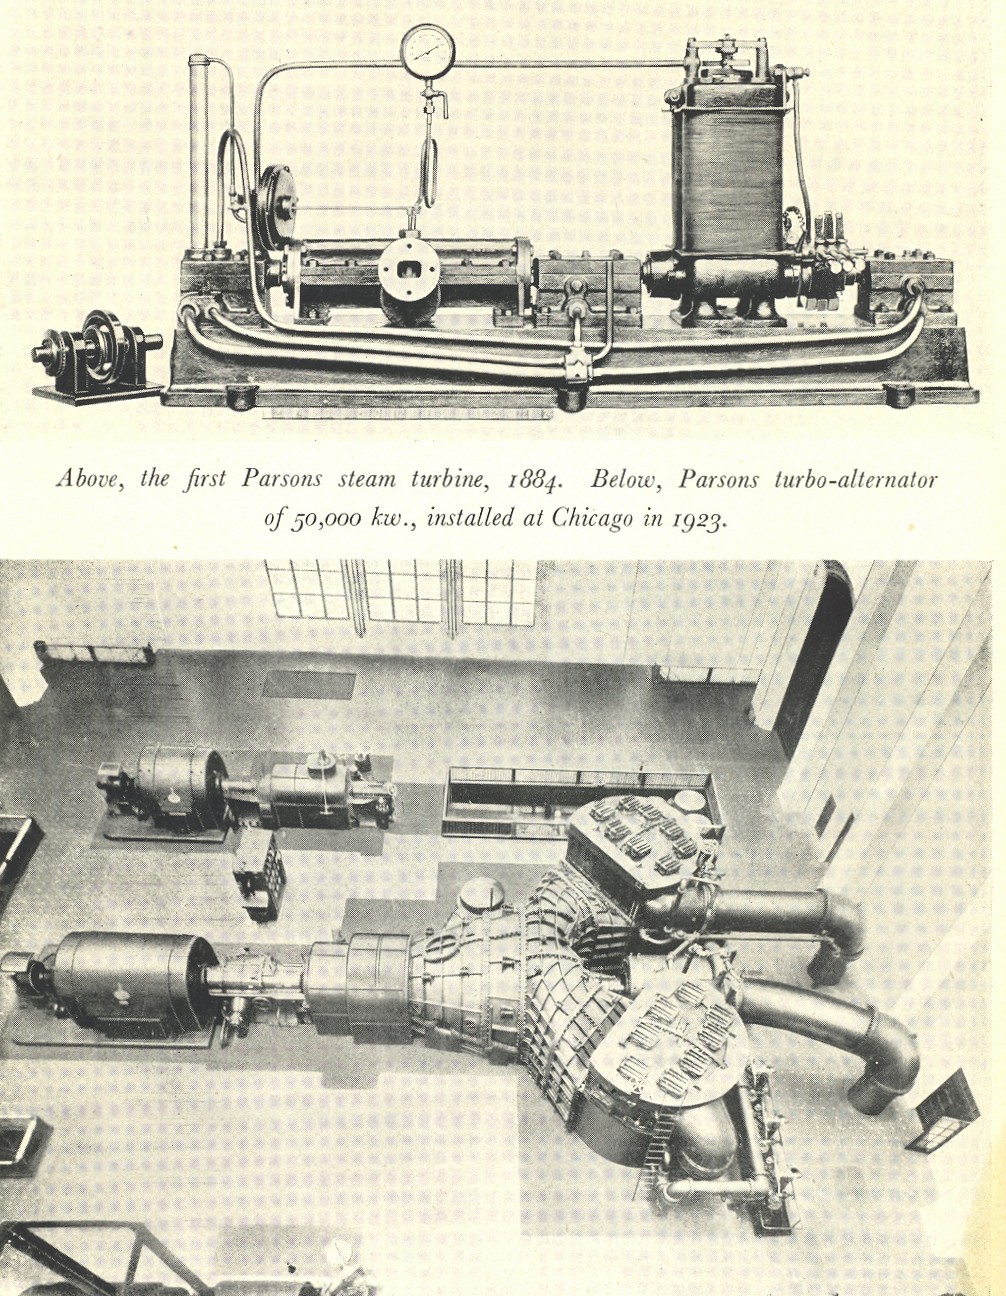 Above, the first Parsons steam turbine, 1884. Below, Parsons turbo-alternator
of 50,000 kw., installed at Chicago in 1923.